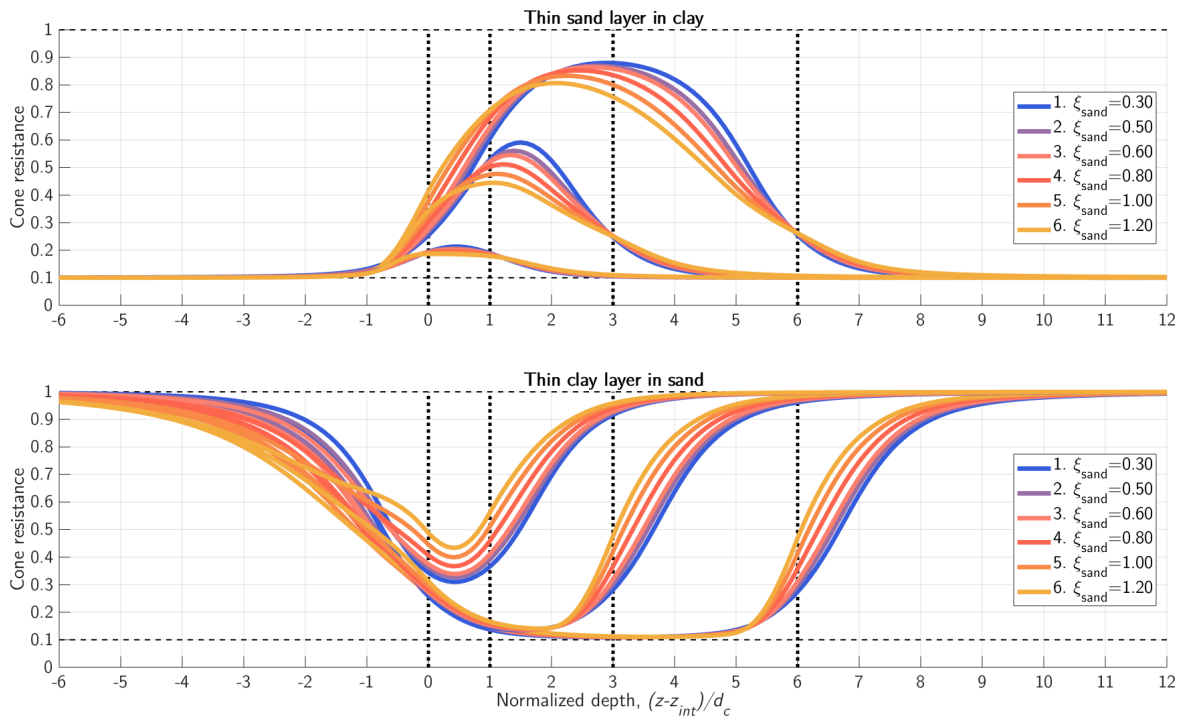 Thin sand layer in clay
Cone resistance
1
0.9
0.8
0.7
0.6
0.5
0.4
0.3
0.2
0.1
0
1. ξsand=0.30
2. ξsand=0.50
3. ξsand=0.60
4. ξsand=0.80
5. ξsand=1.00
6. ξsand=1.20
-6 -5 -4 -3 -2 -1 0 1 2 3 4 5 6 7 8 9 10 11 12
Thin clay layer in sand
Cone resistance
1
0.9
0.8
0.7
0.6
0.5
0.4
0.3
0.2
0.1
0
1. ξsand=0.30
2. ξsand=0.50
3. ξsand=0.60
4. ξsand=0.80
5. ξsand=1.00
6. ξsand=1.20
-6 -5 -4 -3 -2 -1 0 1 2 3 4 5 6 7 8 9 10 11 12
Normalized depth, (z-zint)/dc